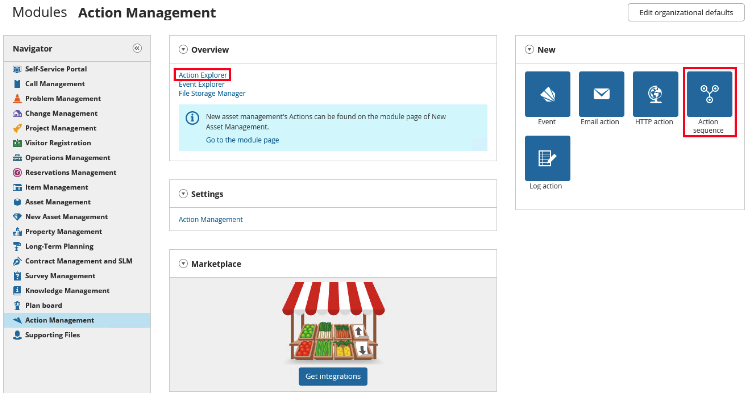 Modules Action Management
Edit organizational defaults
Navigator
Self-Service Portal
Call Management
Problem Management
Change Management
Project Management
Visitor Registration
Operations Management
Reservations Management
Item Management
Asset Management
New Asset Management
Property Management
Long-Term Planning
Contract Management and SLM
Survey Management
Knowledge Management
Plan board
Action Management
Supporting Files
Overview
Action Explorer
Event Explorer
File Storage Manager
New asset management's Actions can be found on the module page of New
Asset Management.
Go to the module page
Settings
Action Management
Marketplace
Get integrations
New
Event
Email action
HTTP action
Action
sequence
Log action